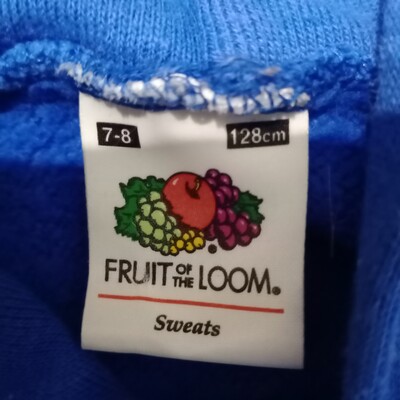 7-8 128cm
FRUIT OF THE LOOM®
Sweats